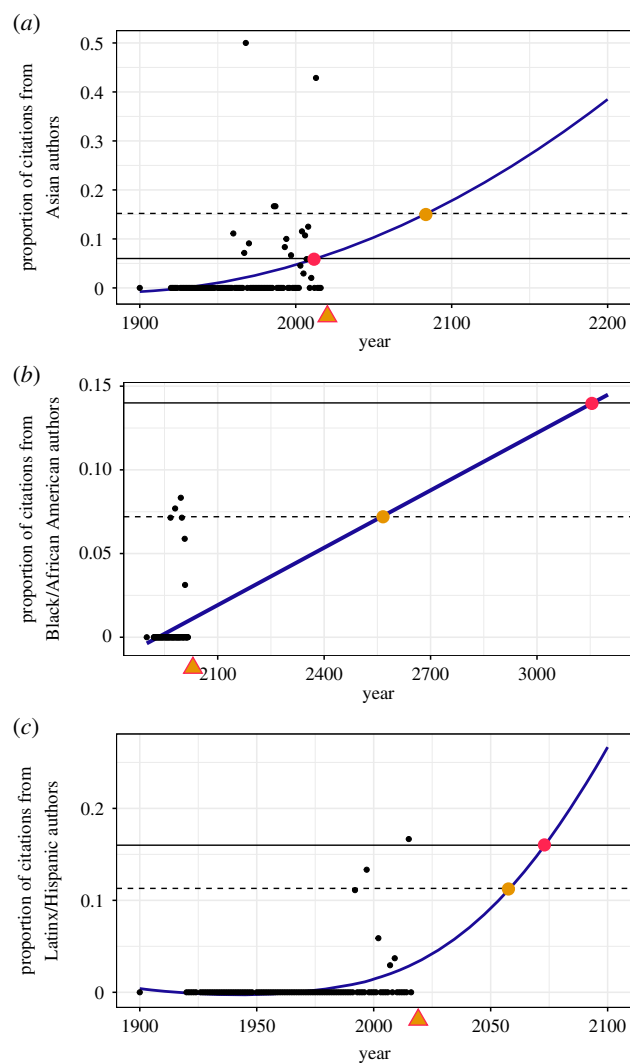 (a)
proportion of citations from
Asian authors
0.5
0.4
0.3
0.2
0.1
0
1900 2000 2100 2200
year
(b)
proportion of citations from
Black/African American authors
0.15
0.10
0.05
0
2100 2400 2700 3000
year
(c)
proportion of citations from
Latinx/Hispanic authors
0.2
0.1
0
1900 1950 2000 2050 2100
year